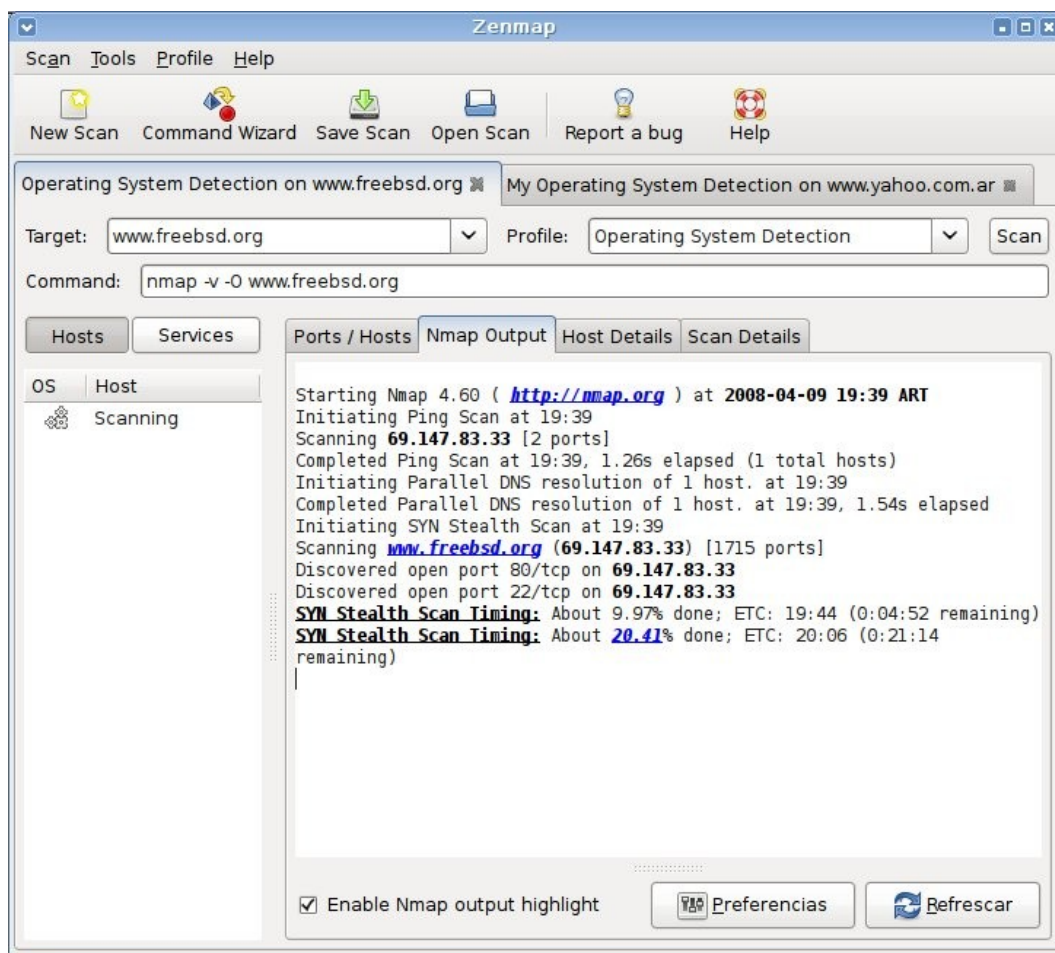 Zenmap
Scan Tools Profile Help
New Scan Command Wizard Save Scan Open Scan Report a bug Help
Operating System Detection on www.freebsd.org My Operating System Detection on www.yahoo.com.ar
Target: www.freebsd.org Profile: Operating System Detection Scan
Command: nmap -v -O www.freebsd.org
Hosts Services
OS Host
Scanning
Ports / Hosts Nmap Output Host Details Scan Details
Starting Nmap 4.60 ( http://nmap.org ) at 2008-04-09 19:39 ART
Initiating Ping Scan at 19:39
Scanning 69.147.83.33 [2 ports]
Completed Ping Scan at 19:39, 1.26s elapsed (1 total hosts)
Initiating Parallel DNS resolution of 1 host. at 19:39
Completed Parallel DNS resolution of 1 host. at 19:39, 1.54s elapsed
Initiating SYN Stealth Scan at 19:39
Scanning www.freebsd.org (69.147.83.33) [1715 ports]
Discovered open port 80/tcp on 69.147.83.33
Discovered open port 22/tcp on 69.147.83.33
SYN Stealth Scan Timing: About 9.97% done; ETC: 19:44 (0:04:52 remaining)
SYN Stealth Scan Timing: About 20.41% done; ETC: 20:06 (0:21:14
remaining)
Enable Nmap output highlight Preferencias Refrescar